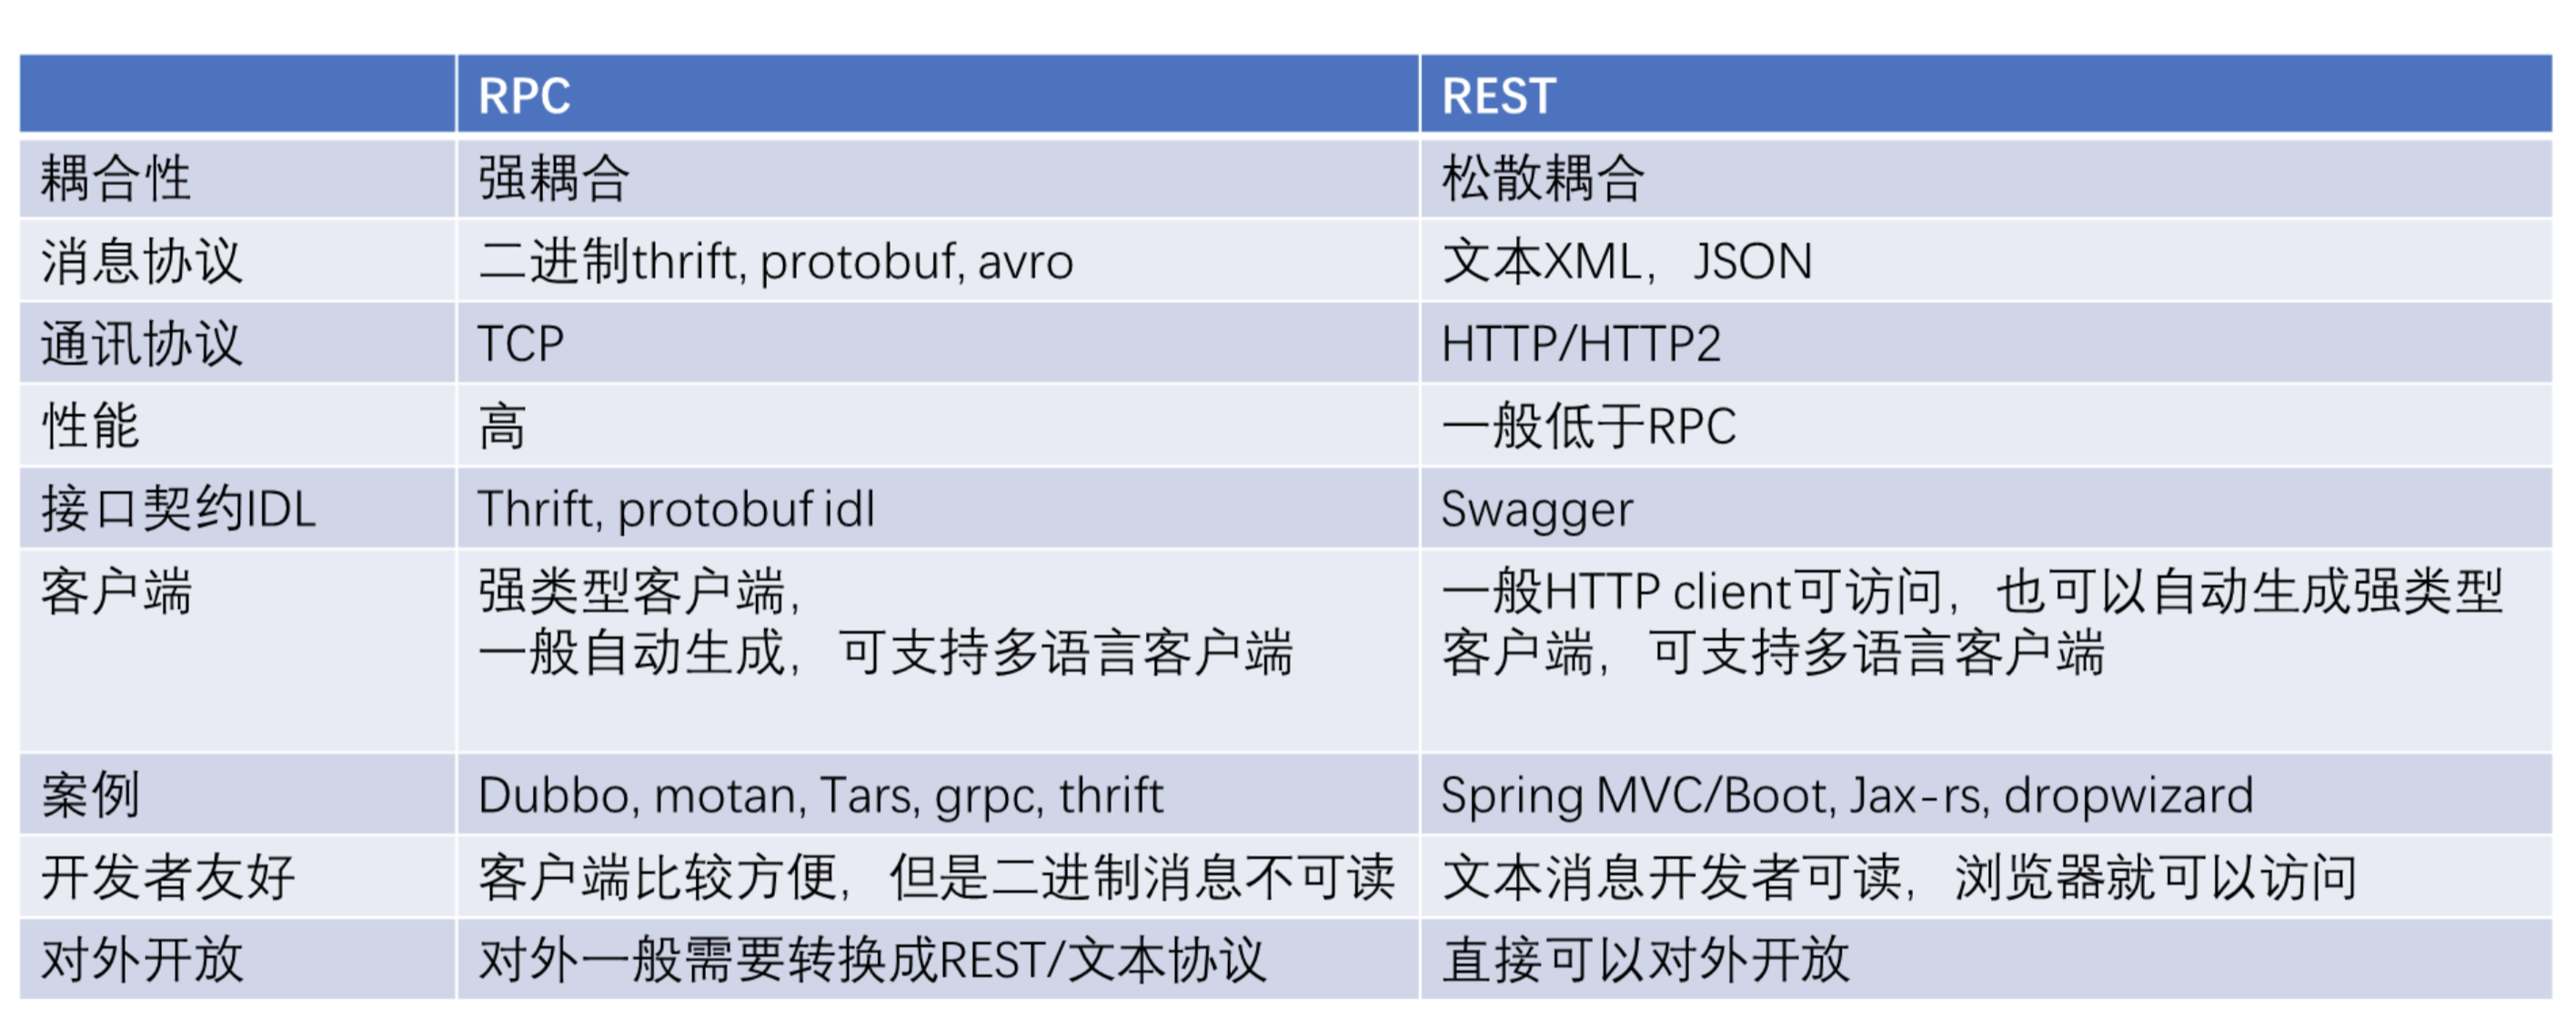 RPC REST
耦合性 强耦合 松散耦合
消息协议 二进制thrift, protobuf, avro 文本XML，JSON
通讯协议 TCP HTTP/HTTP2
性能 高 一般低于RPC
接口契约IDL Thrift, protobuf idl Swagger
客户端 强类型客户端， 一般HTTP client可访问，也可以自动生成强类型
一般自动生成，可支持多语言客户端 客户端，可支持多语言客户端
案例 Dubbo, motan, Tars, grpc, thrift Spring MVC/Boot, Jax-rs, dropwizard
开发者友好 客户端比较方便，但是二进制消息不可读 文本消息开发者可读，浏览器就可以访问
对外开放 对外一般需要转换成REST/文本协议 直接可以对外开放